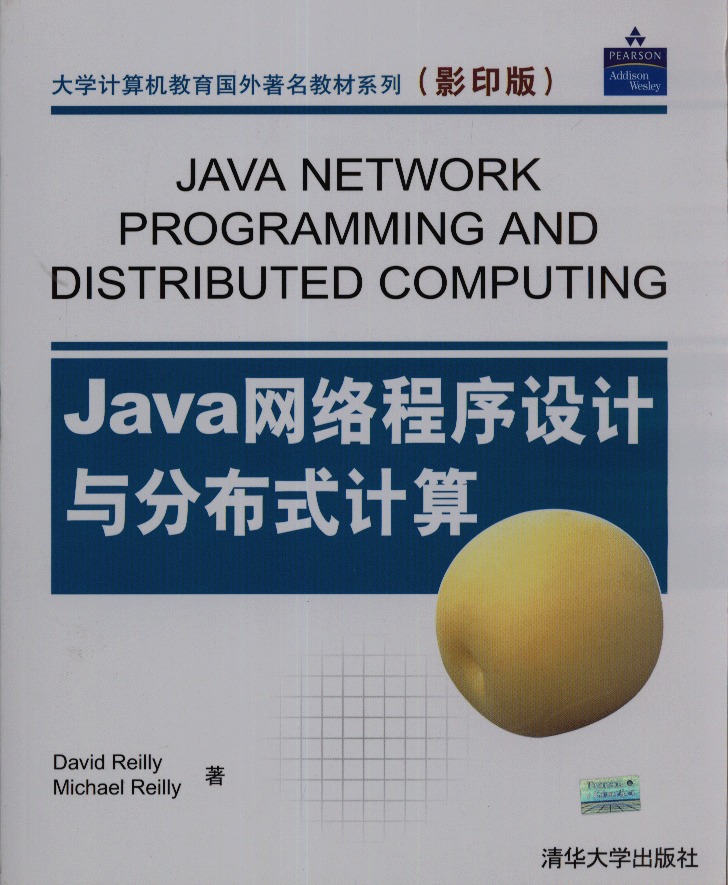 大学计算机教育国外著名教材系列（影印版）
PEARSON
Addison
Wesley
JAVA NETWORK
PROGRAMMING AND
DISTRIBUTED COMPUTING
Java网络程序设计
与分布式计算
David Reilly
Michael Reilly 著
Pearson
Education
清华大学出版社